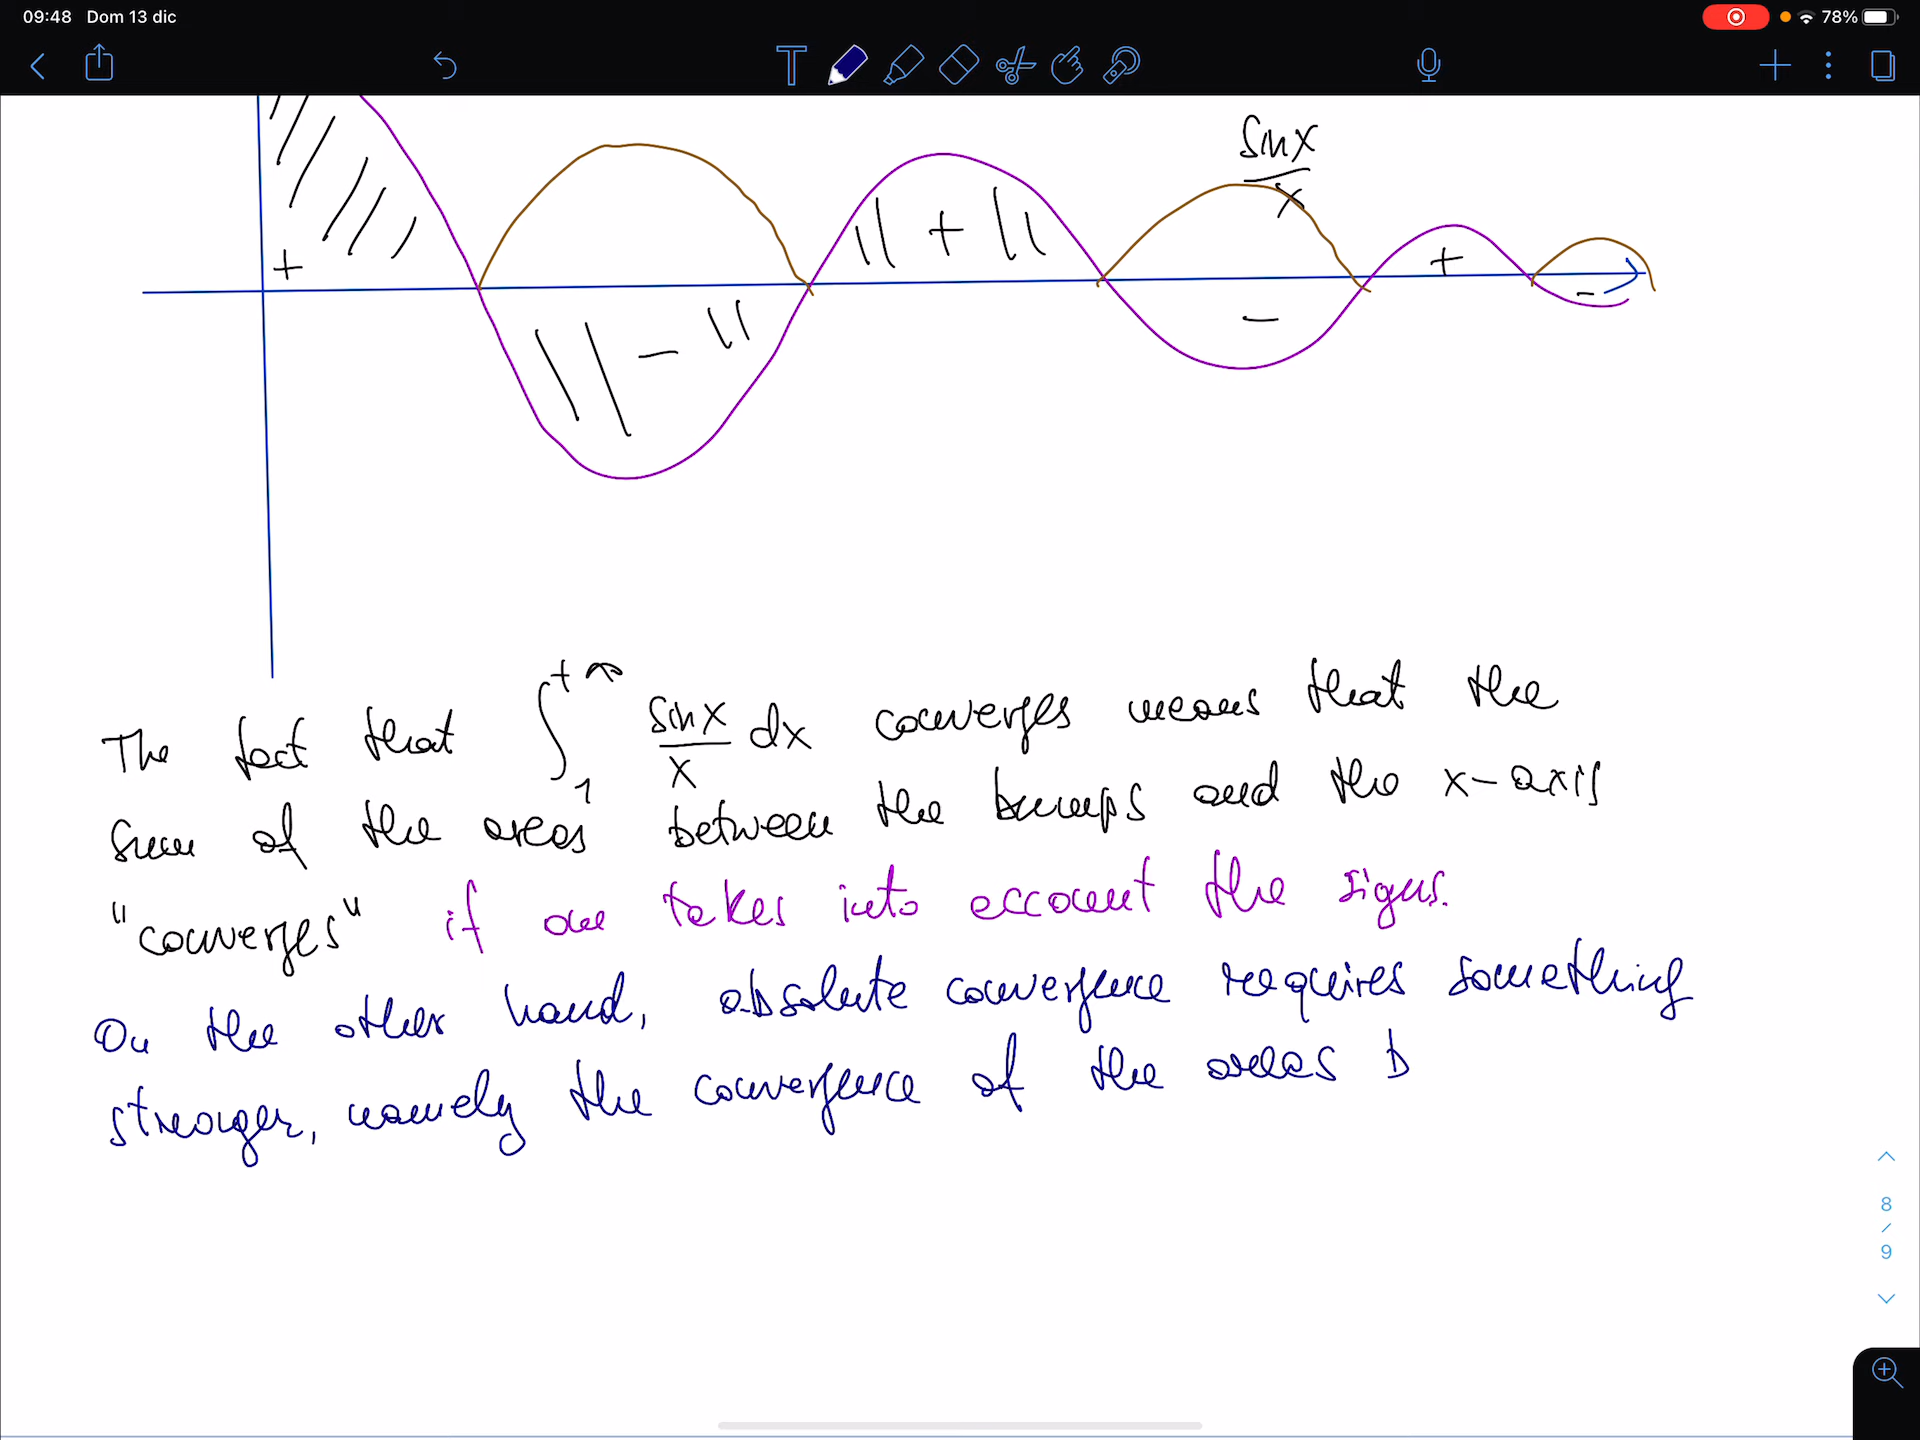 09:48 Dom 13 dic 78%
sin x
x
+
+
+
-
-
-
The fact that ∫₁^{+∞} sin x / x dx converges means that the
sum of the areas between the bumps and the x-axis
"converges" if one takes into account the signs.
On the other hand, absolute convergence requires something
stronger, namely the convergence of the areas b
8
/
9